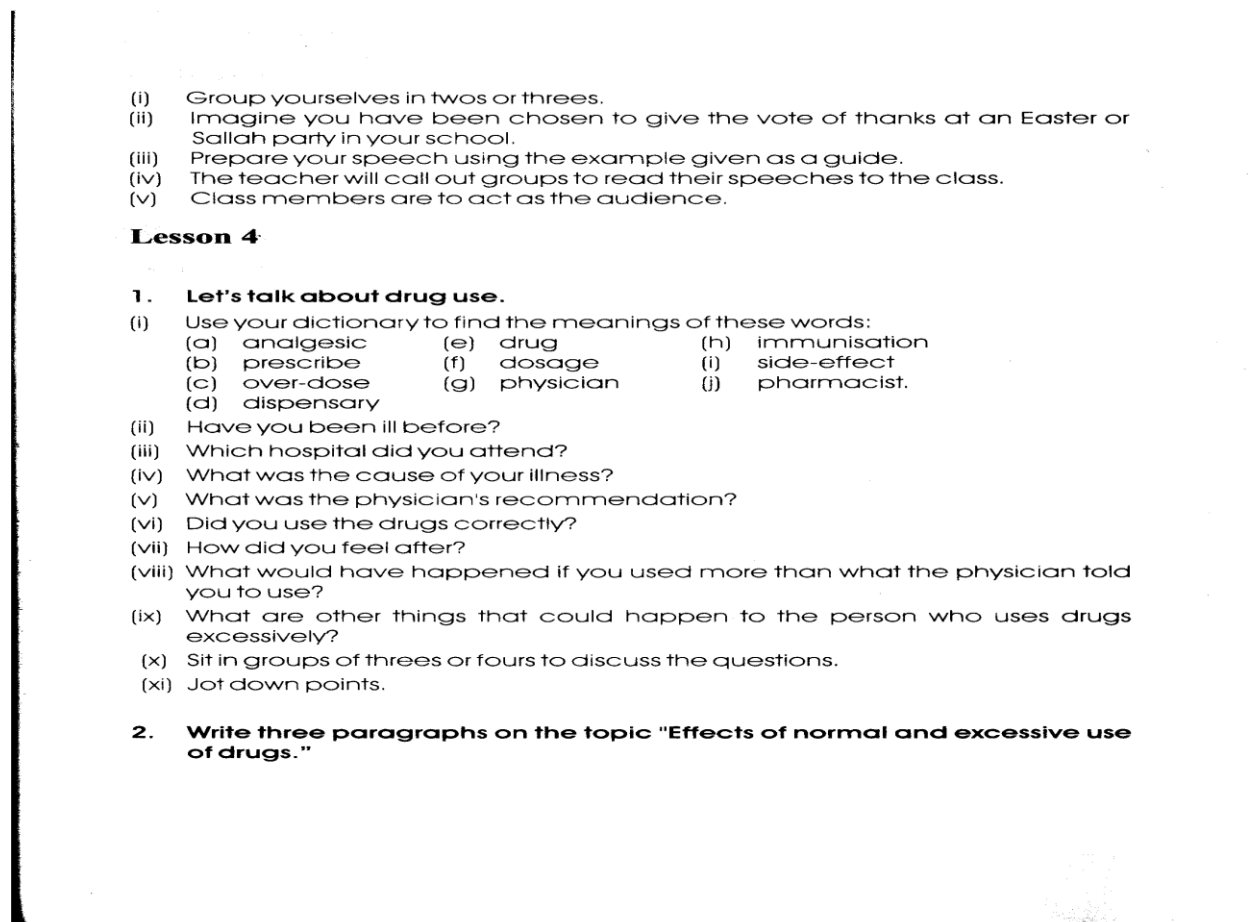 (i) Group yourselves in twos or threes.
(ii) Imagine you have been chosen to give the vote of thanks at an Easter or
Sallah party in your school.
(iii) Prepare your speech using the example given as a guide.
(iv) The teacher will call out groups to read their speeches to the class.
(v) Class members are to act as the audience.
Lesson 4
1. Let's talk about drug use.
(i) Use your dictionary to find the meanings of these words:
(a) analgesic (e) drug (h) immunisation
(b) prescribe (f) dosage (i) side-effect
(c) over-dose (g) physician (j) pharmacist.
(d) dispensary
(ii) Have you been ill before?
(iii) Which hospital did you attend?
(iv) What was the cause of your illness?
(v) What was the physician's recommendation?
(vi) Did you use the drugs correctly?
(vii) How did you feel after?
(viii) What would have happened if you used more than what the physician told
you to use?
(ix) What are other things that could happen to the person who uses drugs
excessively?
(x) Sit in groups of threes or fours to discuss the questions.
(xi) Jot down points.
2. Write three paragraphs on the topic "Effects of normal and excessive use
of drugs."